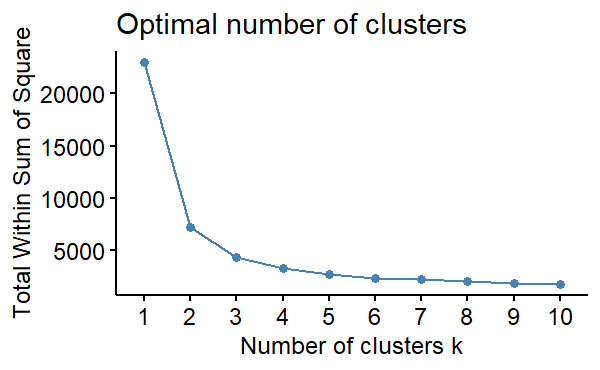 Optimal number of clusters
Total Within Sum of Square
20000
15000
10000
5000
1 2 3 4 5 6 7 8 9 10
Number of clusters k